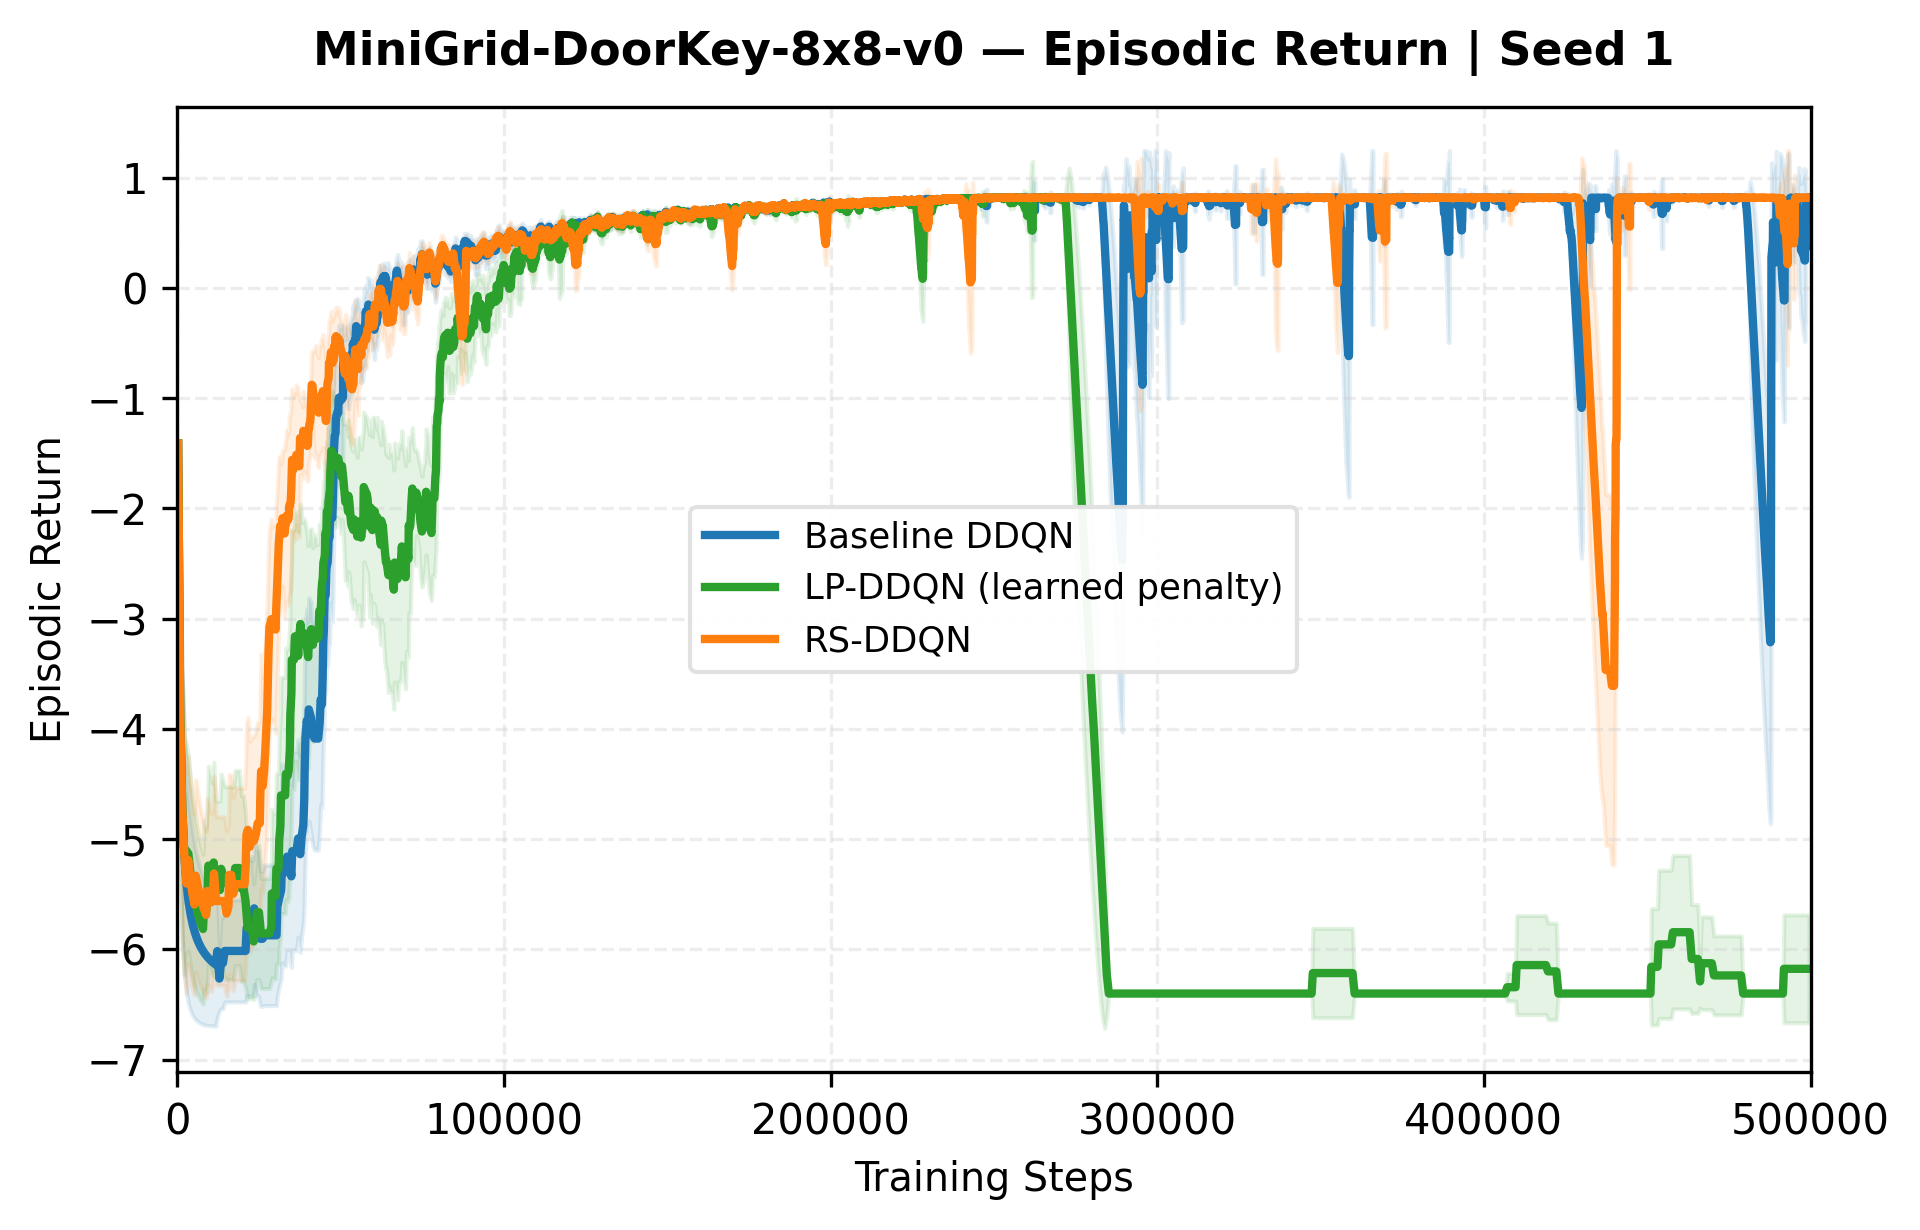 MiniGrid-DoorKey-8x8-v0 — Episodic Return | Seed 1
Episodic Return
1
0
−1
−2
−3
−4
−5
−6
−7
Baseline DDQN
LP-DDQN (learned penalty)
RS-DDQN
0
100000
200000
300000
400000
500000
Training Steps